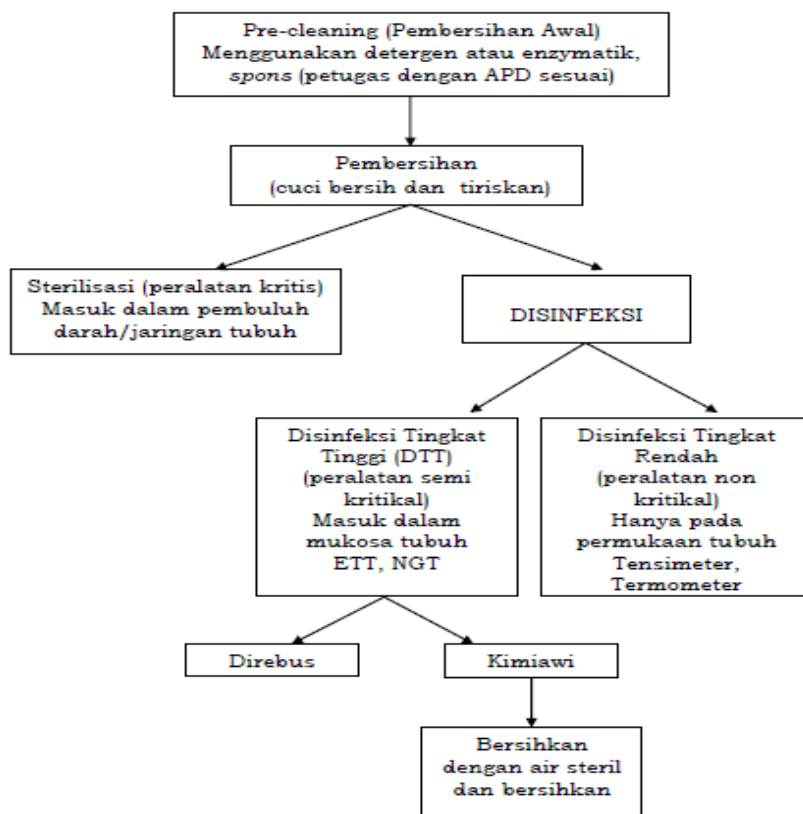 Pre-cleaning (Pembersihan Awal)
Menggunakan detergen atau enzymatik,
spons (petugas dengan APD sesuai)
Pembersihan
(cuci bersih dan tiriskan)
Sterilisasi (peralatan kritis)
Masuk dalam pembuluh
darah/jaringan tubuh
DISINFEKSI
Disinfeksi Tingkat
Tinggi (DTT)
(peralatan semi
kritikal)
Masuk dalam
mukosa tubuh
ETT, NGT
Disinfeksi Tingkat
Rendah
(peralatan non
kritikal)
Hanya pada
permukaan tubuh
Tensimeter,
Termometer
Direbus
Kimiawi
Bersihkan
dengan air steril
dan bersihkan